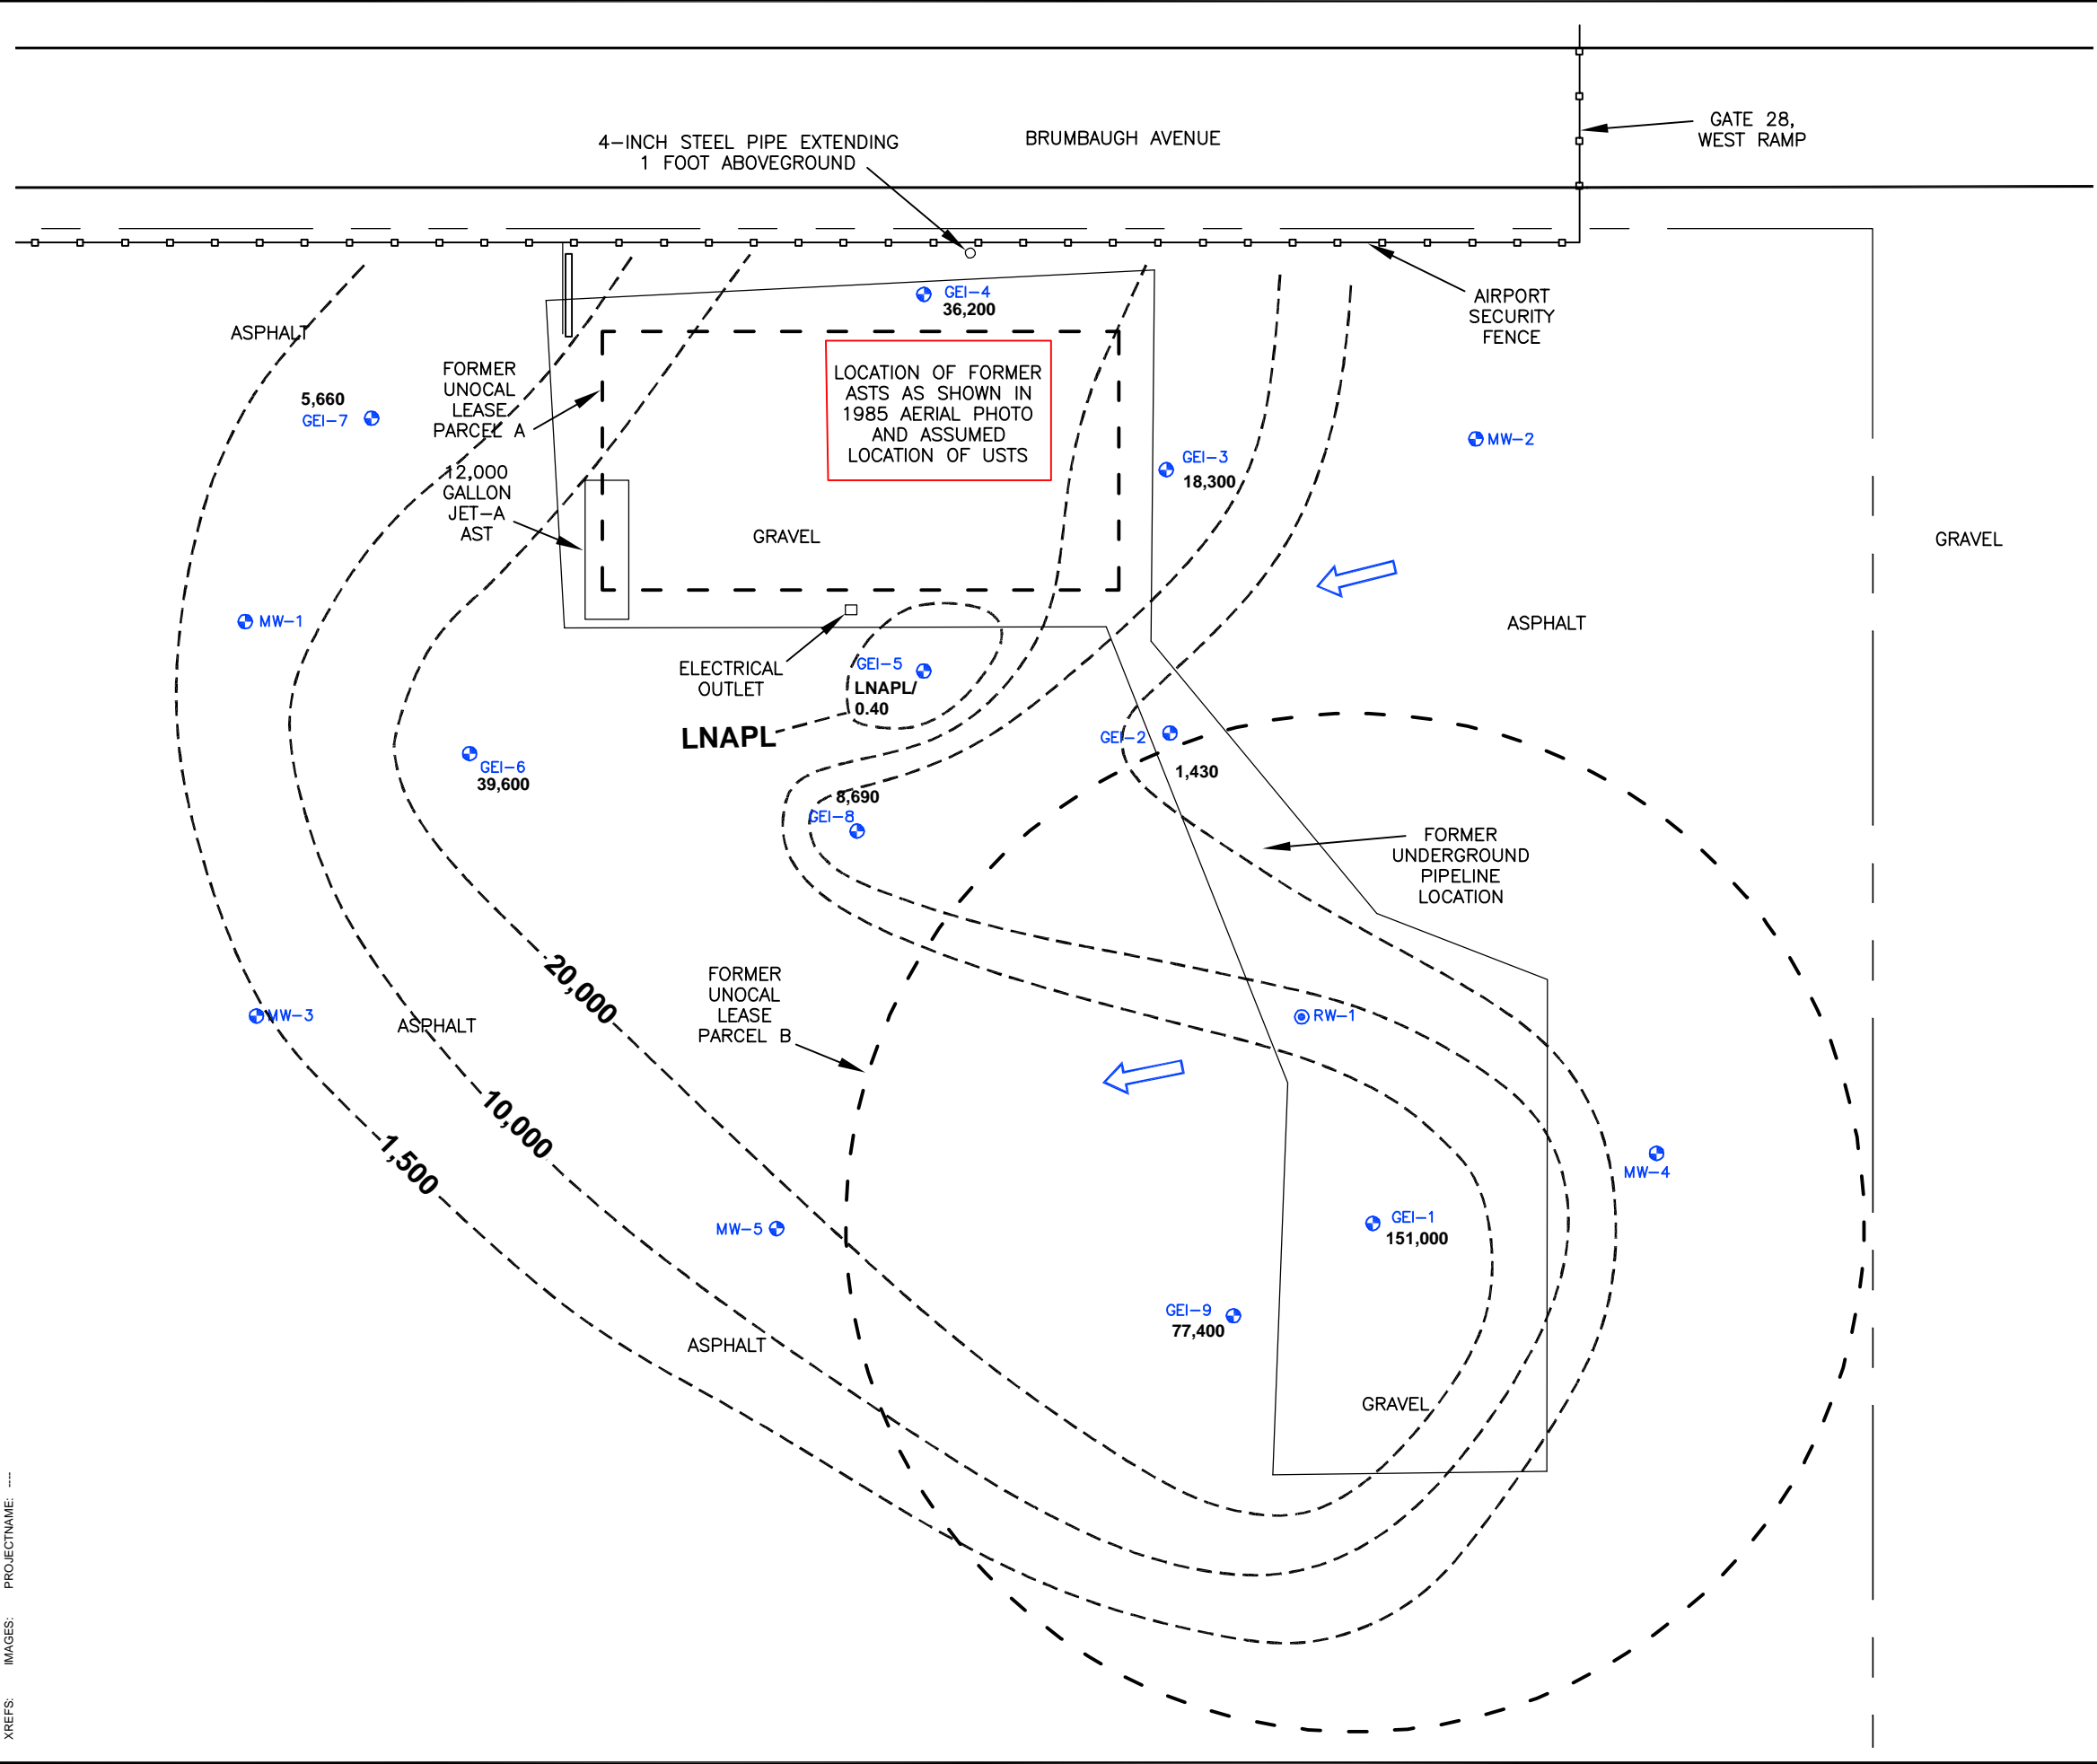 4-INCH STEEL PIPE EXTENDING
1 FOOT ABOVEGROUND
BRUMBAUGH AVENUE
GATE 28,
WEST RAMP
AIRPORT
SECURITY
FENCE
ASPHALT
GEI-4
36,200
FORMER
UNOCAL
LEASE
PARCEL A
LOCATION OF FORMER
ASTS AS SHOWN IN
1985 AERIAL PHOTO
AND ASSUMED
LOCATION OF USTS
5,660
GEI-7
MW-2
GEI-3
18,300
12,000
GALLON
JET-A
AST
GRAVEL
GRAVEL
MW-1
ASPHALT
ELECTRICAL
OUTLET
GEI-5
LNAPL/
0.40
LNAPL
GEI-2
1,430
GEI-6
39,600
8,690
GEI-8
FORMER
UNDERGROUND
PIPELINE
LOCATION
20,000
FORMER
UNOCAL
LEASE
PARCEL B
MW-3
ASPHALT
RW-1
10,000
1,500
MW-4
MW-5
GEI-1
151,000
GEI-9
77,400
ASPHALT
GRAVEL
XREFS: IMAGES: PROJECTNAME: ----